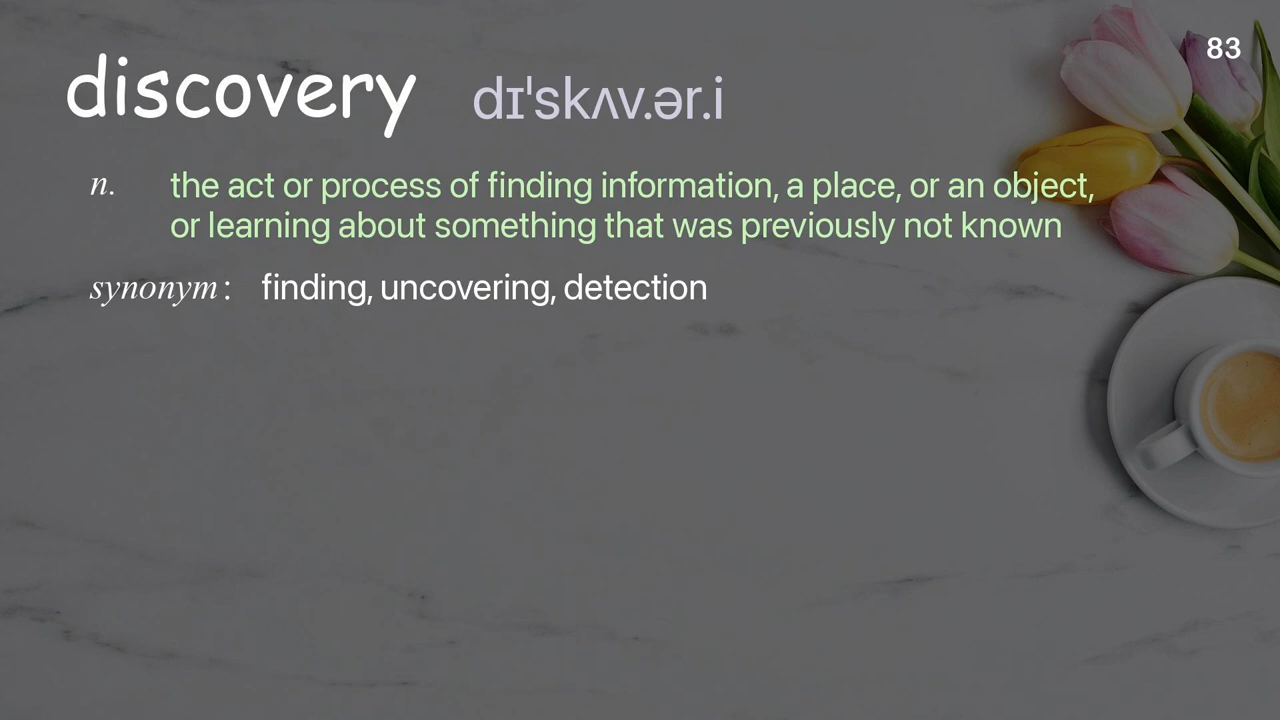 83
discovery dɪˈskʌv.ər.i
n. the act or process of finding information, a place, or an object,
or learning about something that was previously not known
synonym: finding, uncovering, detection